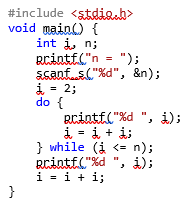 #include <stdio.h>
void main() {
    int i, n;
    printf("n = ");
    scanf_s("%d", &n);
    i = 2;
    do {
        printf("%d ", i);
        i = i + i;
    } while (i <= n);
    printf("%d ", i);
    i = i + i;
}